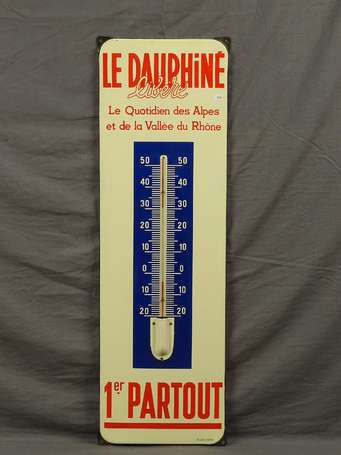 LE DAUPHINÉ
libéré
Le Quotidien des Alpes
et de la Vallée du Rhône
50 50
40 40
30 30
20 20
10 10
0 0
10 10
20 20
1er PARTOUT